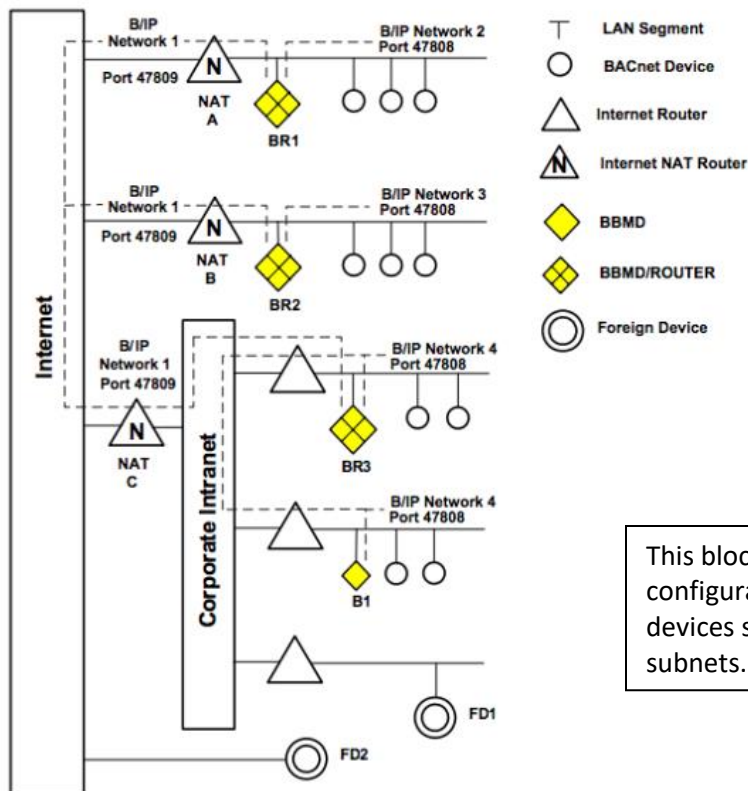 B/IP
Network 1
B/IP Network 2
Port 47808
N
Port 47809
NAT
A
BR1
B/IP
Network 1
B/IP Network 3
Port 47808
N
Port 47809
NAT
B
BR2
Internet
B/IP
Network 1
Port 47809
B/IP Network 4
Port 47808
N
NAT
C
BR3
Corporate Intranet
B/IP Network 4
Port 47808
B1
FD1
FD2
LAN Segment
BACnet Device
Internet Router
N
Internet NAT Router
BBMD
BBMD/ROUTER
Foreign Device
This bloc
configura
devices s
subnets.